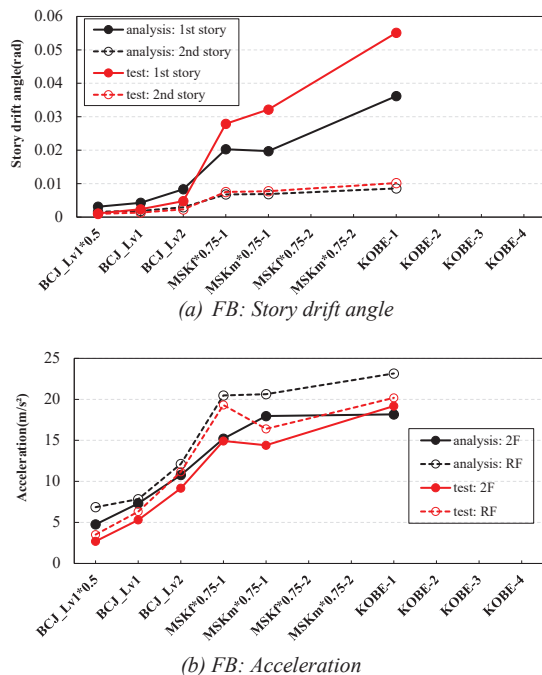 0.06
0.05
0.04
0.03
0.02
0.01
0
Story drift angle(rad)
analysis: 1st story
analysis: 2nd story
test: 1st story
test: 2nd story
BCJ_Lv1*0.5
BCJ_Lv1
BCJ_Lv2
MSKf*0.75-1
MSKm*0.75-1
MSKf*0.75-2
MSKm*0.75-2
KOBE-1
KOBE-2
KOBE-3
KOBE-4
(a) FB: Story drift angle
25
20
15
10
5
0
Acceleration(m/s²)
analysis: 2F
analysis: RF
test: 2F
test: RF
BCJ_Lv1*0.5
BCJ_Lv1
BCJ_Lv2
MSKf*0.75-1
MSKm*0.75-1
MSKf*0.75-2
MSKm*0.75-2
KOBE-1
KOBE-2
KOBE-3
KOBE-4
(b) FB: Acceleration